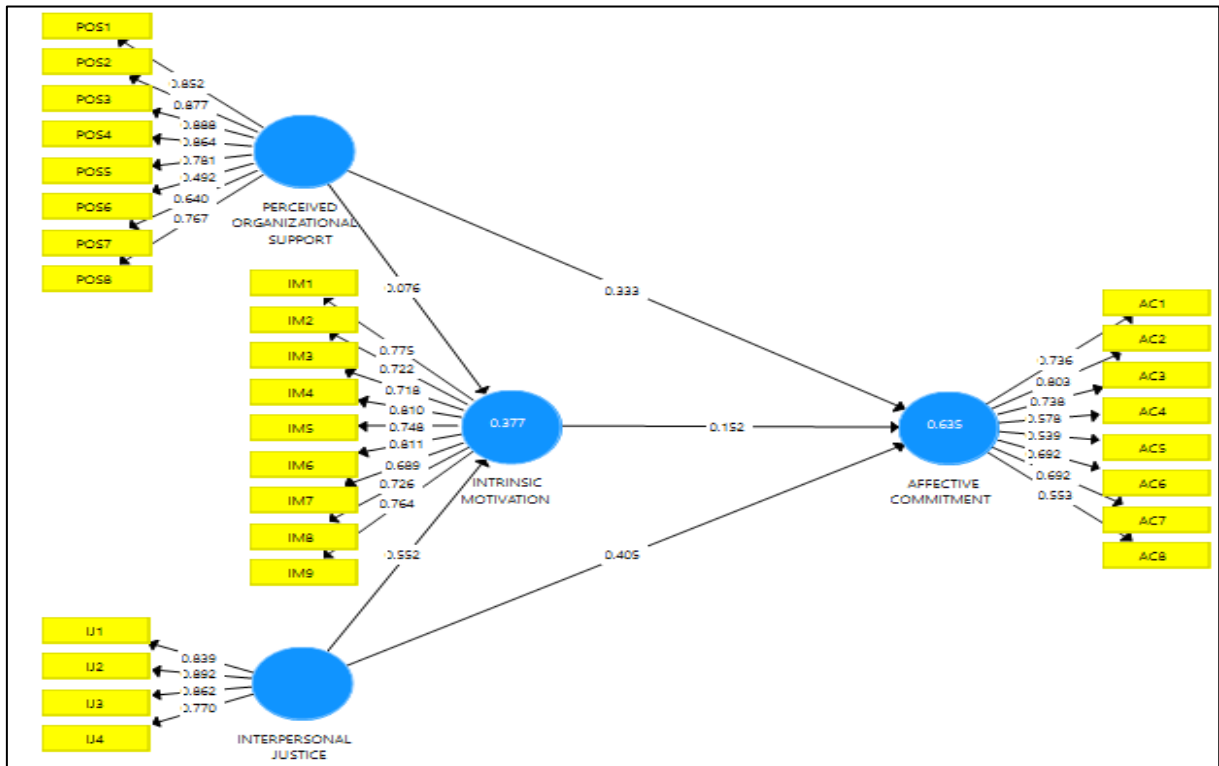 POS1
POS2
POS3
POS4
POS5
POS6
POS7
POS8
0.852
0.877
0.888
0.864
0.781
0.492
0.640
0.767
PERCEIVED
ORGANIZATIONAL
SUPPORT
0.076
0.333
IM1
IM2
IM3
IM4
IM5
IM6
IM7
IM8
IM9
0.775
0.722
0.718
0.810
0.748
0.811
0.689
0.726
0.764
0.377
INTRINSIC
MOTIVATION
0.152
0.552
0.405
0.635
AFFECTIVE
COMMITMENT
0.736
0.803
0.738
0.578
0.539
0.692
0.692
0.553
AC1
AC2
AC3
AC4
AC5
AC6
AC7
AC8
IJ1
IJ2
IJ3
IJ4
0.839
0.892
0.862
0.770
INTERPERSONAL
JUSTICE